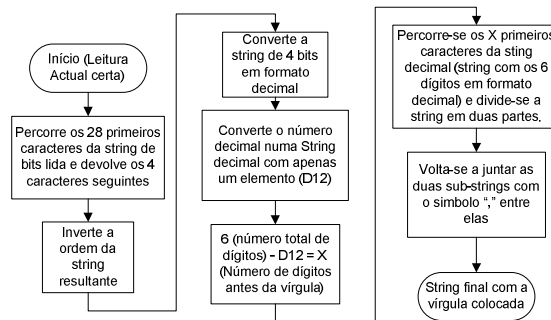 Início (Leitura
Actual certa)
Percorre os 28 primeiros
caracteres da string de
bits lida e devolve os 4
caracteres seguintes
Inverte a
ordem da
string
resultante
Converte a
string de 4 bits
em formato
decimal
Converte o número
decimal numa String
decimal com apenas
um elemento (D12)
6 (número total de
dígitos) - D12 = X
(Número de dígitos
antes da vírgula)
Percorre-se os X primeiros
caracteres da sting
decimal (string com os 6
dígitos em formato
decimal) e divide-se a
string em duas partes.
Volta-se a juntar as
duas sub-strings com
o simbolo “,” entre
elas
String final com a
vírgula colocada